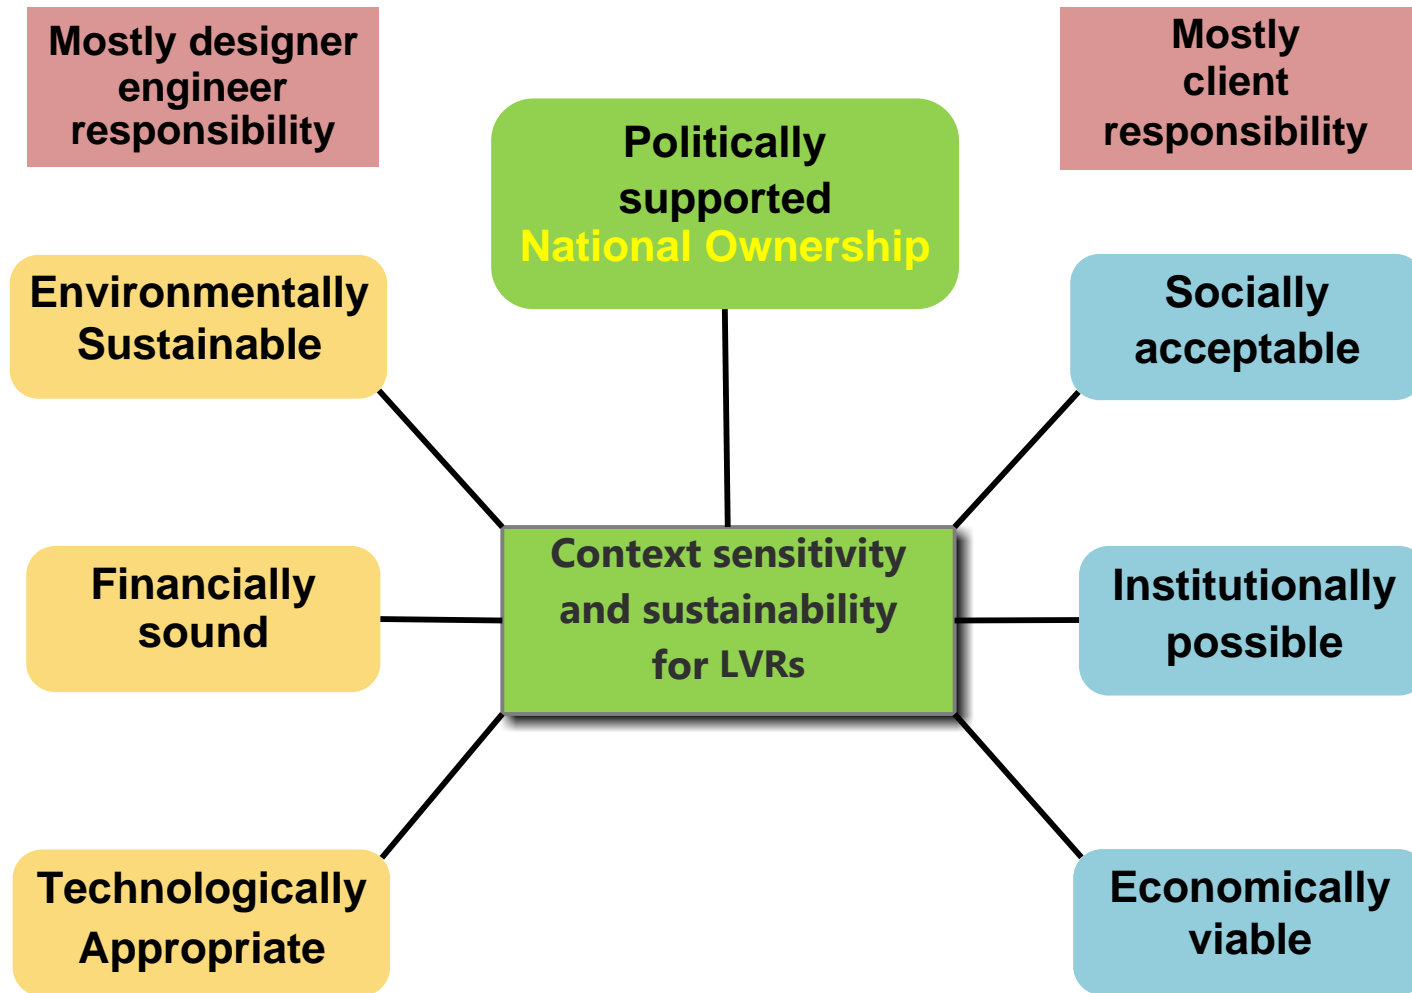 Mostly designer
engineer
responsibility
Mostly
client
responsibility
Politically
supported
National Ownership
Environmentally
Sustainable
Socially
acceptable
Financially
sound
Context sensitivity
and sustainability
for LVRs
Institutionally
possible
Technologically
Appropriate
Economically
viable